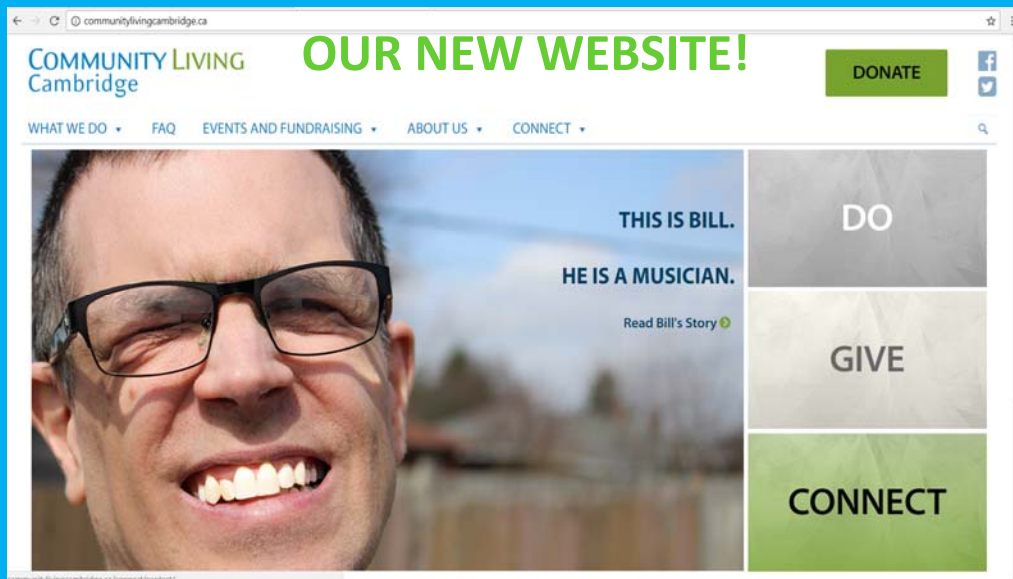 communitylivingcambridge.ca
OUR NEW WEBSITE!
COMMUNITY LIVING
Cambridge
DONATE
WHAT WE DO FAQ EVENTS AND FUNDRAISING ABOUT US CONNECT
THIS IS BILL.
HE IS A MUSICIAN.
Read Bill's Story
DO
GIVE
CONNECT